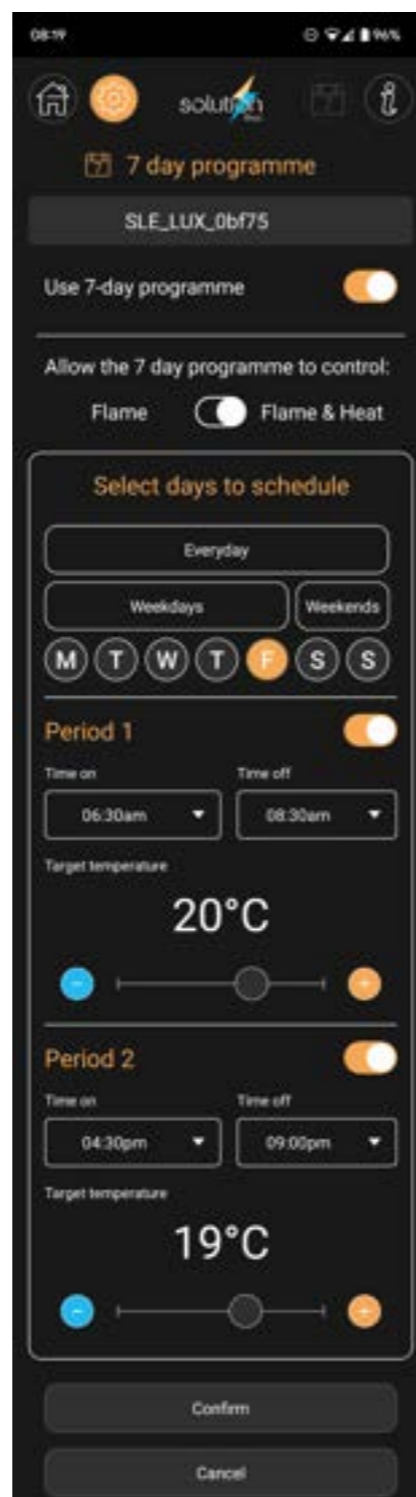 08:19 96%
solution
7 day programme
SLE_LUX_0bf75
Use 7-day programme
Allow the 7 day programme to control:
Flame Flame & Heat
Select days to schedule
Everyday
Weekdays Weekends
M T W T F S S
Period 1
Time on Time off
06:30am 08:30am
Target temperature
20°C
- +
Period 2
Time on Time off
04:30pm 09:00pm
Target temperature
19°C
- +
Confirm
Cancel